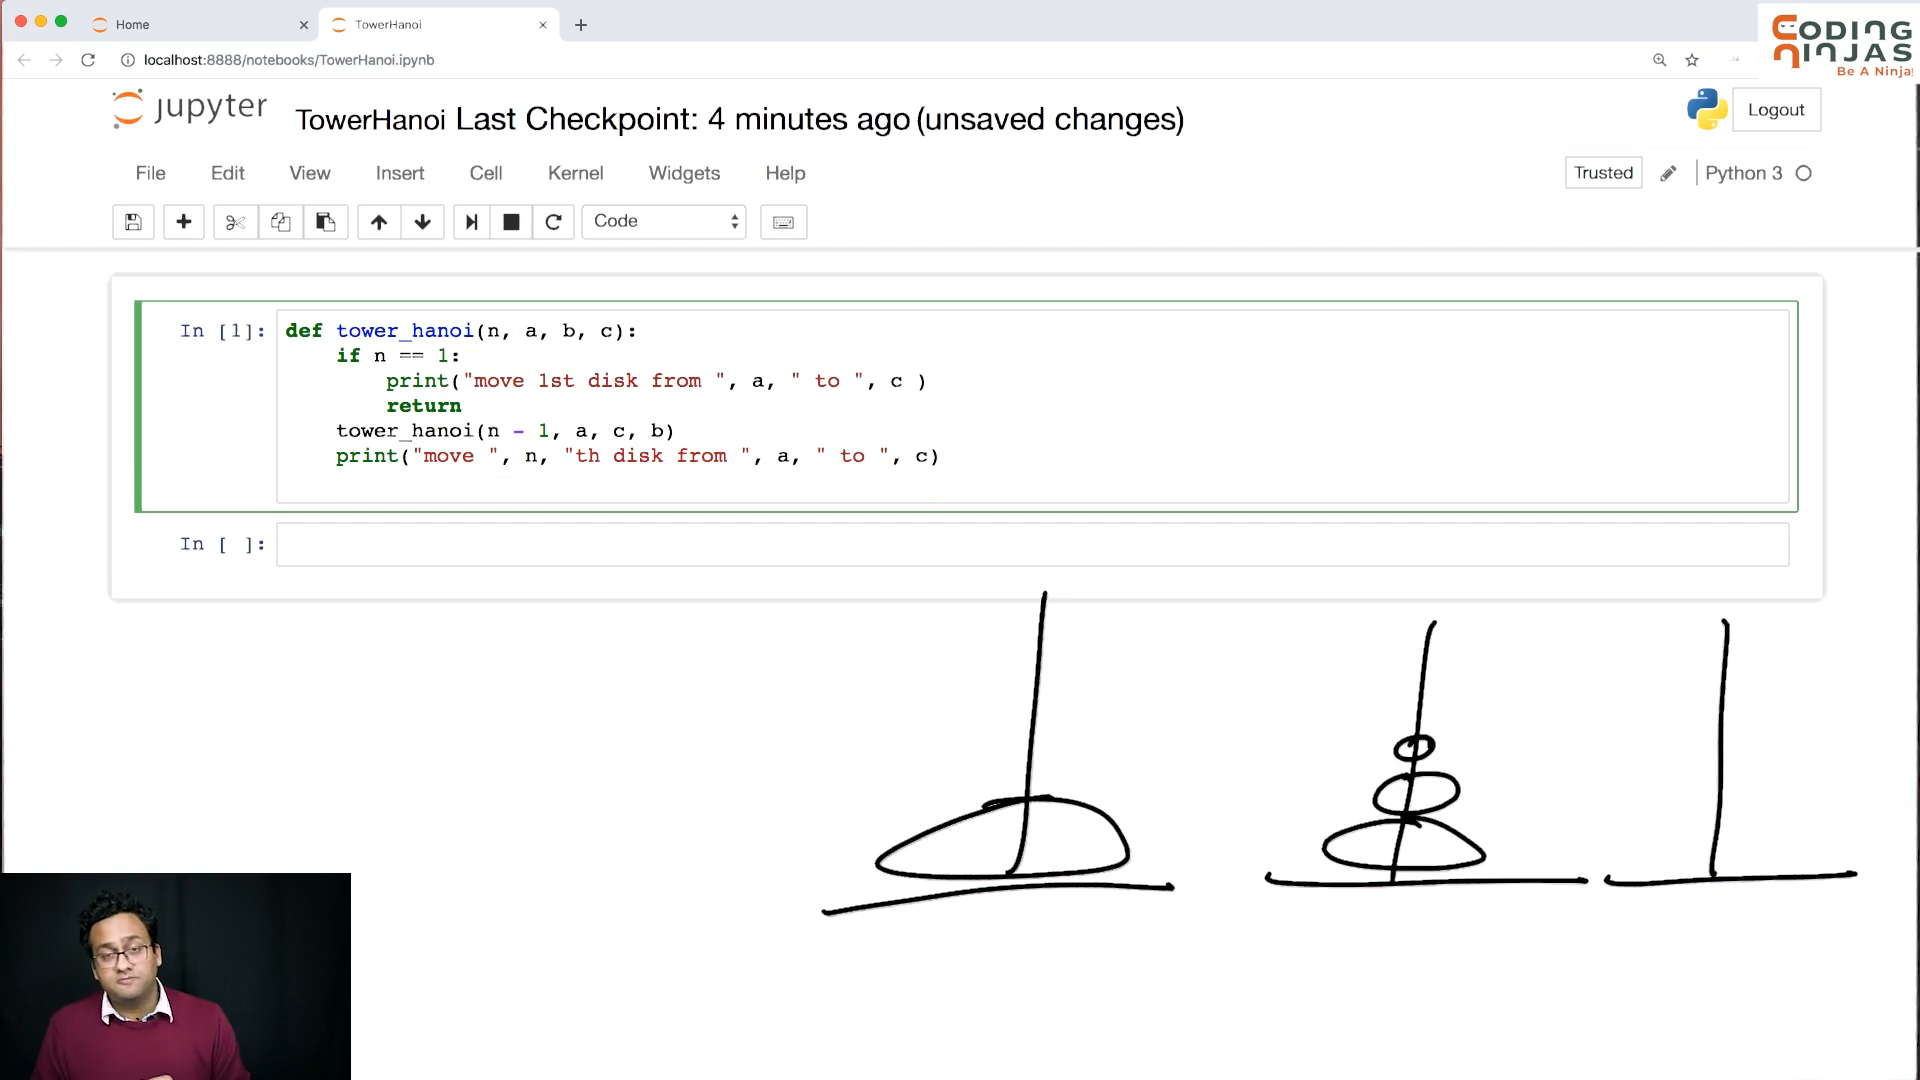 Home
TowerHanoi
localhost:8888/notebooks/TowerHanoi.ipynb
CODING NINJAS
Be A Ninja!
jupyter
TowerHanoi Last Checkpoint: 4 minutes ago (unsaved changes)
Logout
File Edit View Insert Cell Kernel Widgets Help
Trusted
Python 3
Code
In [1]:
def tower_hanoi(n, a, b, c):
    if n == 1:
        print("move 1st disk from ", a, " to ", c )
        return
    tower_hanoi(n - 1, a, c, b)
    print("move ", n, "th disk from ", a, " to ", c)
In [ ]: